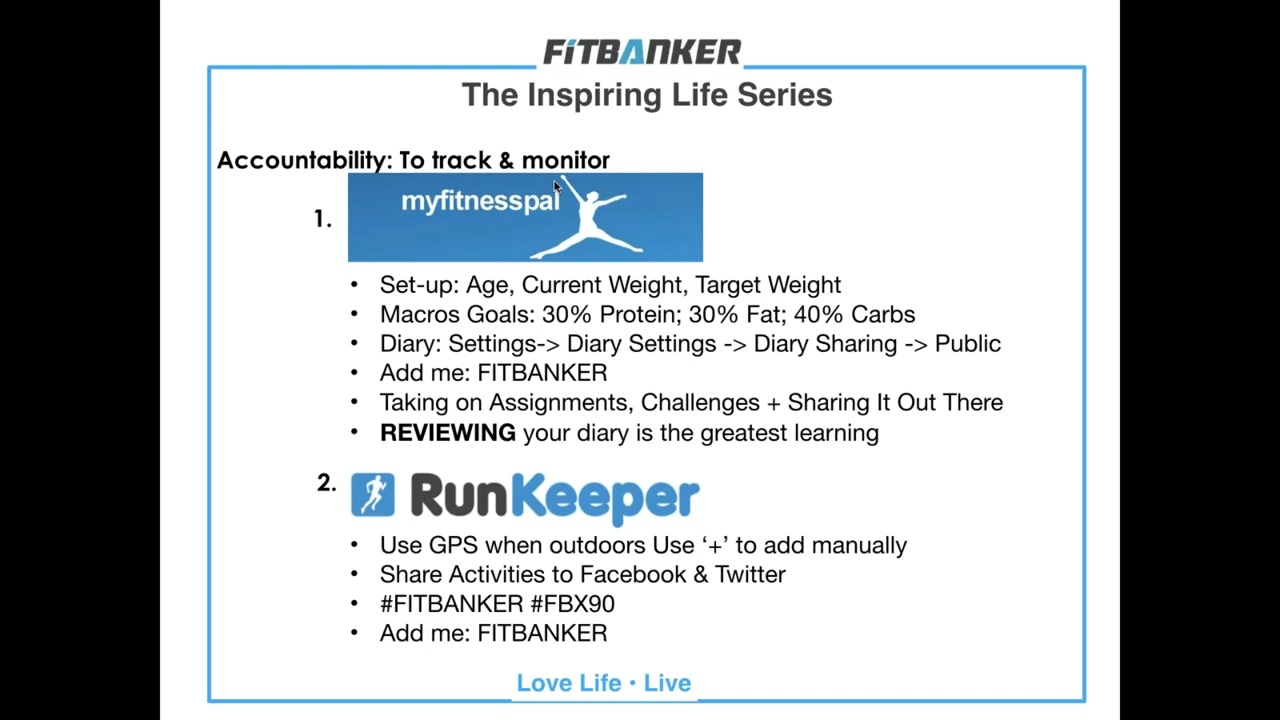 FiTBANKER
The Inspiring Life Series
Accountability: To track & monitor
1. myfitnesspal
• Set-up: Age, Current Weight, Target Weight
• Macros Goals: 30% Protein; 30% Fat; 40% Carbs
• Diary: Settings-> Diary Settings -> Diary Sharing -> Public
• Add me: FITBANKER
• Taking on Assignments, Challenges + Sharing It Out There
• REVIEWING your diary is the greatest learning
2. RunKeeper
• Use GPS when outdoors Use ‘+’ to add manually
• Share Activities to Facebook & Twitter
• #FITBANKER #FBX90
• Add me: FITBANKER
Love Life • Live